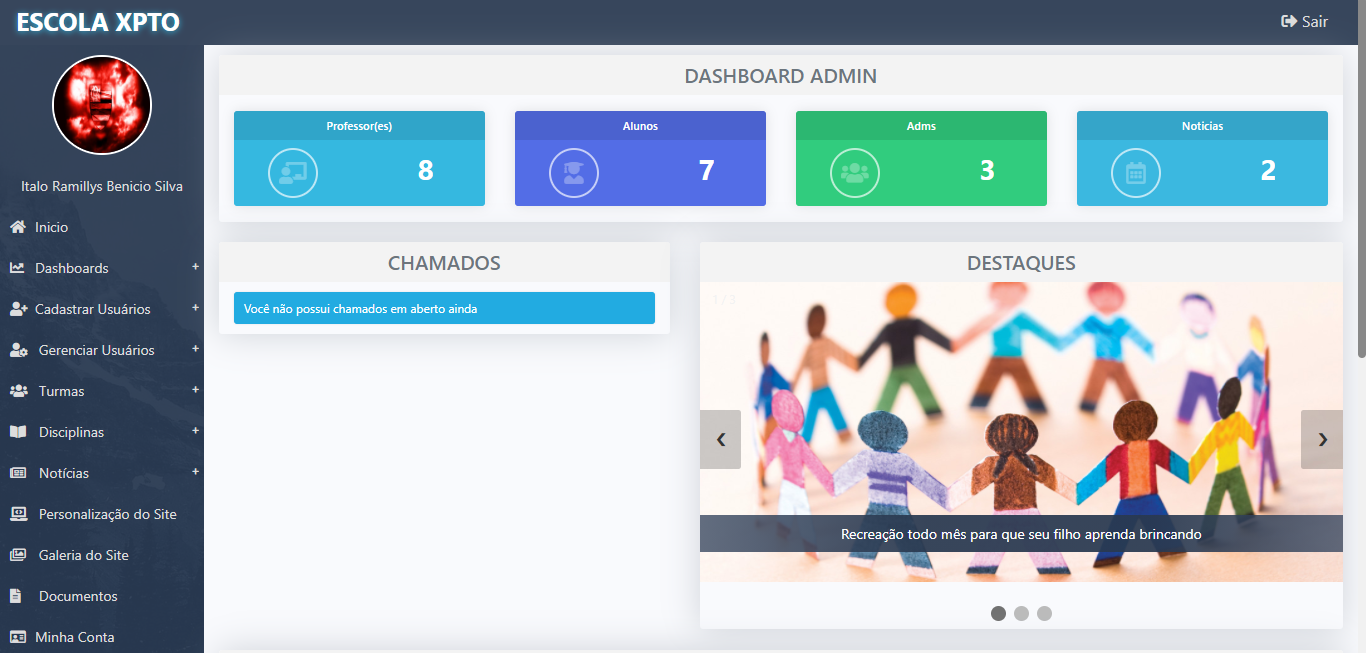 ESCOLA XPTO
Sair
Italo Ramillys Benicio Silva
Inicio
Dashboards +
Cadastrar Usuários +
Gerenciar Usuários +
Turmas +
Disciplinas +
Notícias +
Personalização do Site
Galeria do Site
Documentos
Minha Conta
DASHBOARD ADMIN
Professor(es)
8
Alunos
7
Adms
3
Noticias
2
CHAMADOS
Você não possui chamados em aberto ainda
DESTAQUES
1 / 3
❮ ❯
Recreação todo mês para que seu filho aprenda brincando